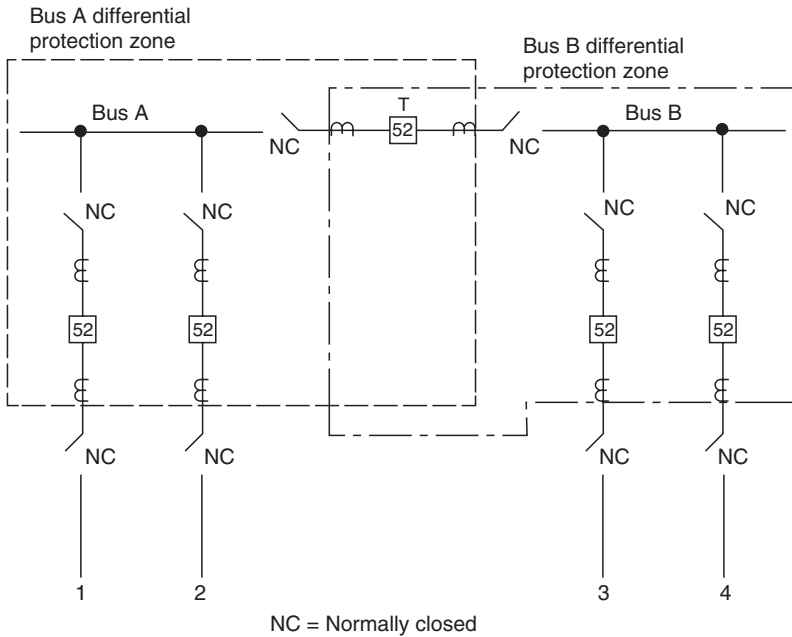 Bus A differential
protection zone
Bus B differential
protection zone
Bus A
T
Bus B
52
NC
NC
NC
NC
NC
NC
52
52
52
52
NC
NC
NC
NC
1
2
3
4
NC = Normally closed